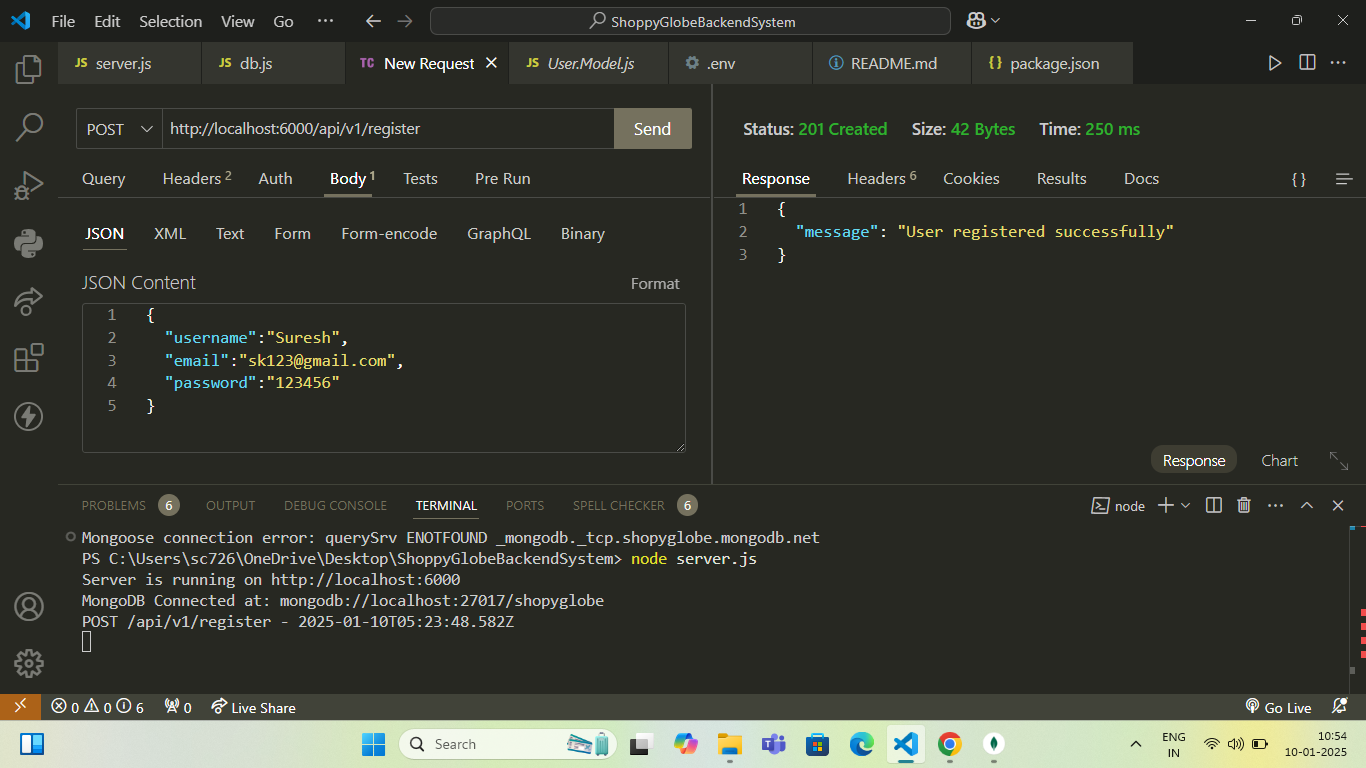 File Edit Selection View Go ··· ShoppyGlobeBackendSystem
JS server.js JS db.js TC New Request JS User.Model.js .env README.md {} package.json
POST http://localhost:6000/api/v1/register Send
Status: 201 Created Size: 42 Bytes Time: 250 ms
Query Headers 2 Auth Body 1 Tests Pre Run
Response Headers 6 Cookies Results Docs { }
JSON XML Text Form Form-encode GraphQL Binary
JSON Content Format
1 {
2 "username":"Suresh",
3 "email":"sk123@gmail.com",
4 "password":"123456"
5 }
1 {
2 "message": "User registered successfully"
3 }
Response Chart
PROBLEMS 6 OUTPUT DEBUG CONSOLE TERMINAL PORTS SPELL CHECKER 6 node
Mongoose connection error: querySrv ENOTFOUND _mongodb._tcp.shopyglobe.mongodb.net
PS C:\Users\sc726\OneDrive\Desktop\ShoppyGlobeBackendSystem> node server.js
Server is running on http://localhost:6000
MongoDB Connected at: mongodb://localhost:27017/shopyglobe
POST /api/v1/register - 2025-01-10T05:23:48.582Z
0 0 6 0 Live Share Go Live
Search
ENG
IN
10:54
10-01-2025